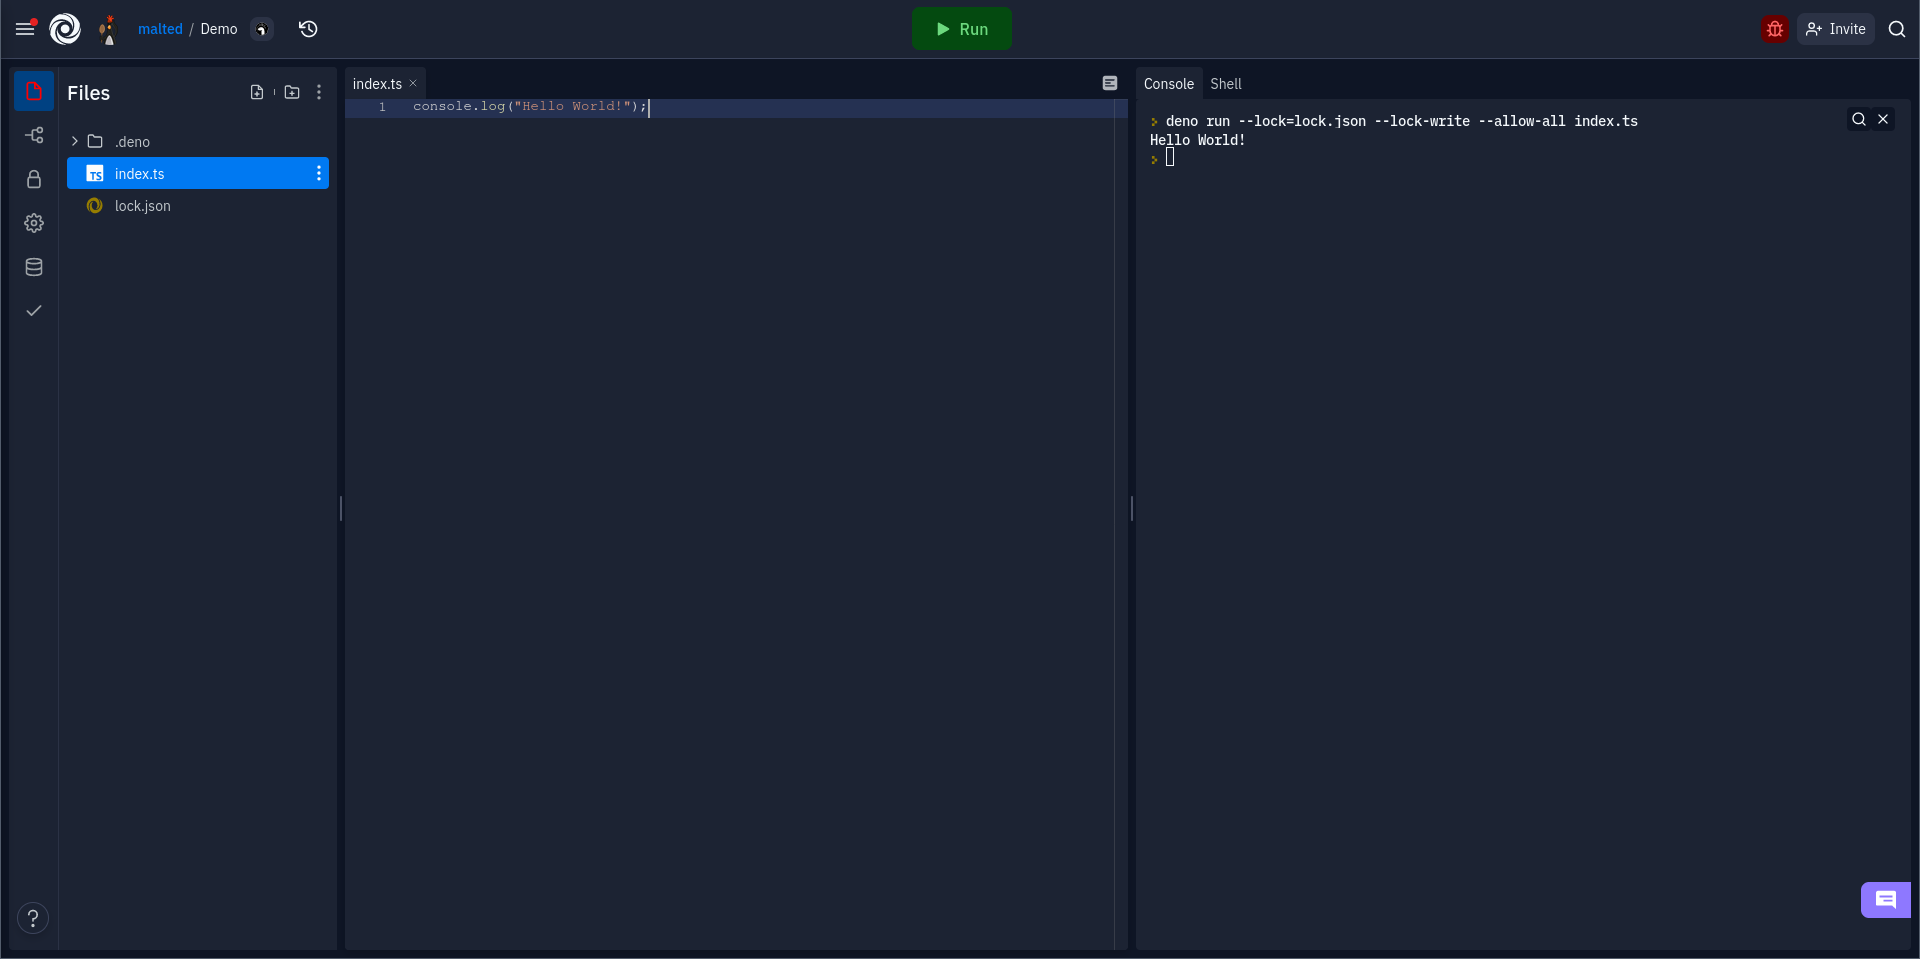 malted / Demo
Run
Invite
Files
.deno
TS index.ts
lock.json
?
index.ts
1 console.log("Hello World!");
Console Shell
deno run --lock=lock.json --lock-write --allow-all index.ts
Hello World!